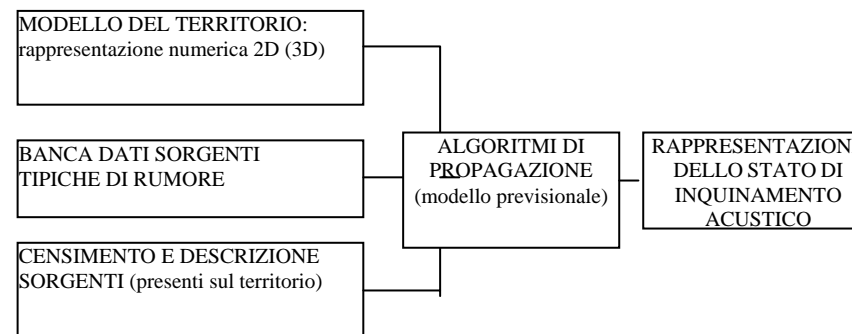 MODELLO DEL TERRITORIO:
rappresentazione numerica 2D (3D)
BANCA DATI SORGENTI
TIPICHE DI RUMORE
CENSIMENTO E DESCRIZIONE
SORGENTI (presenti sul territorio)
ALGORITMI DI
PROPAGAZIONE
(modello previsionale)
RAPPRESENTAZION
DELLO STATO DI
INQUINAMENTO
ACUSTICO